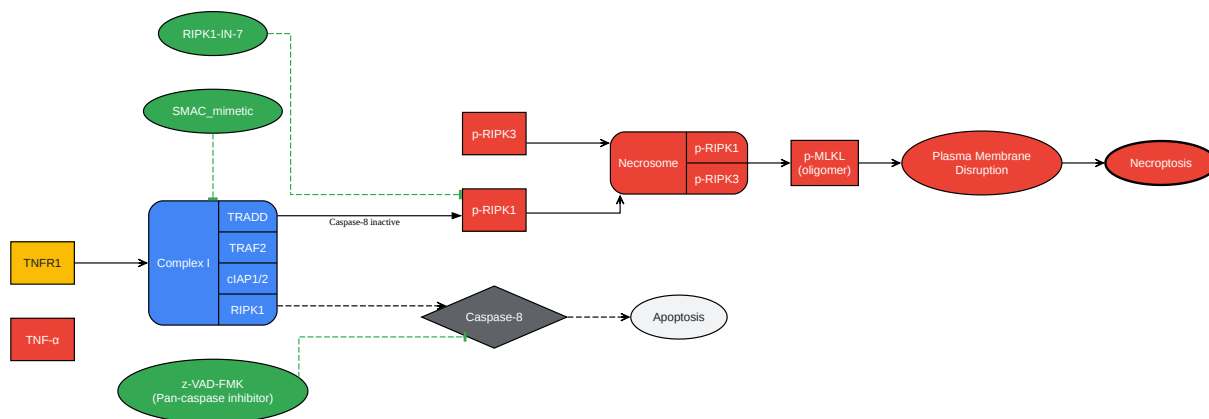 RIPK1-IN-7
SMAC_mimetic
p-RIPK3
Necrosome
p-RIPK1
p-RIPK3
p-MLKL
(oligomer)
Plasma Membrane
Disruption
Necroptosis
p-RIPK1
Caspase-8 inactive
TNFR1
Complex I
TRADD
TRAF2
cIAP1/2
RIPK1
Caspase-8
Apoptosis
TNF-α
z-VAD-FMK
(Pan-caspase inhibitor)